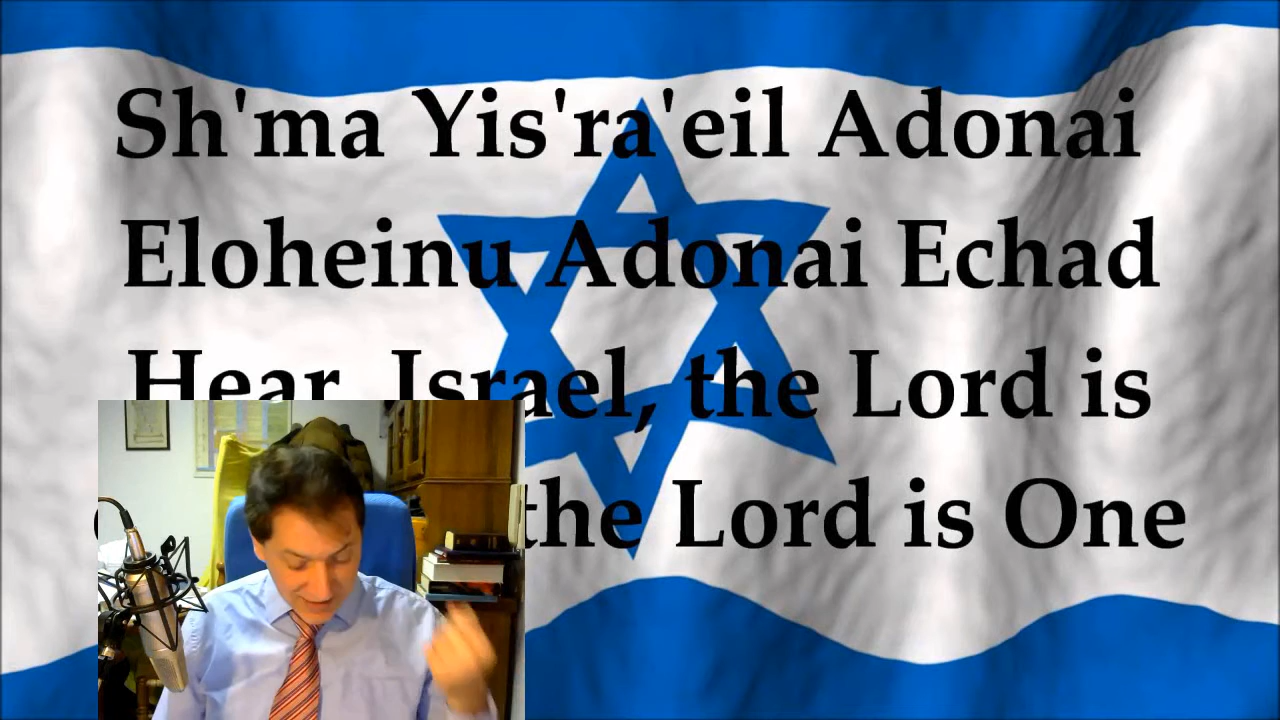 Sh'ma Yis'ra'eil Adonai
Eloheinu Adonai Echad
Hear, Israel, the Lord is
the Lord is One